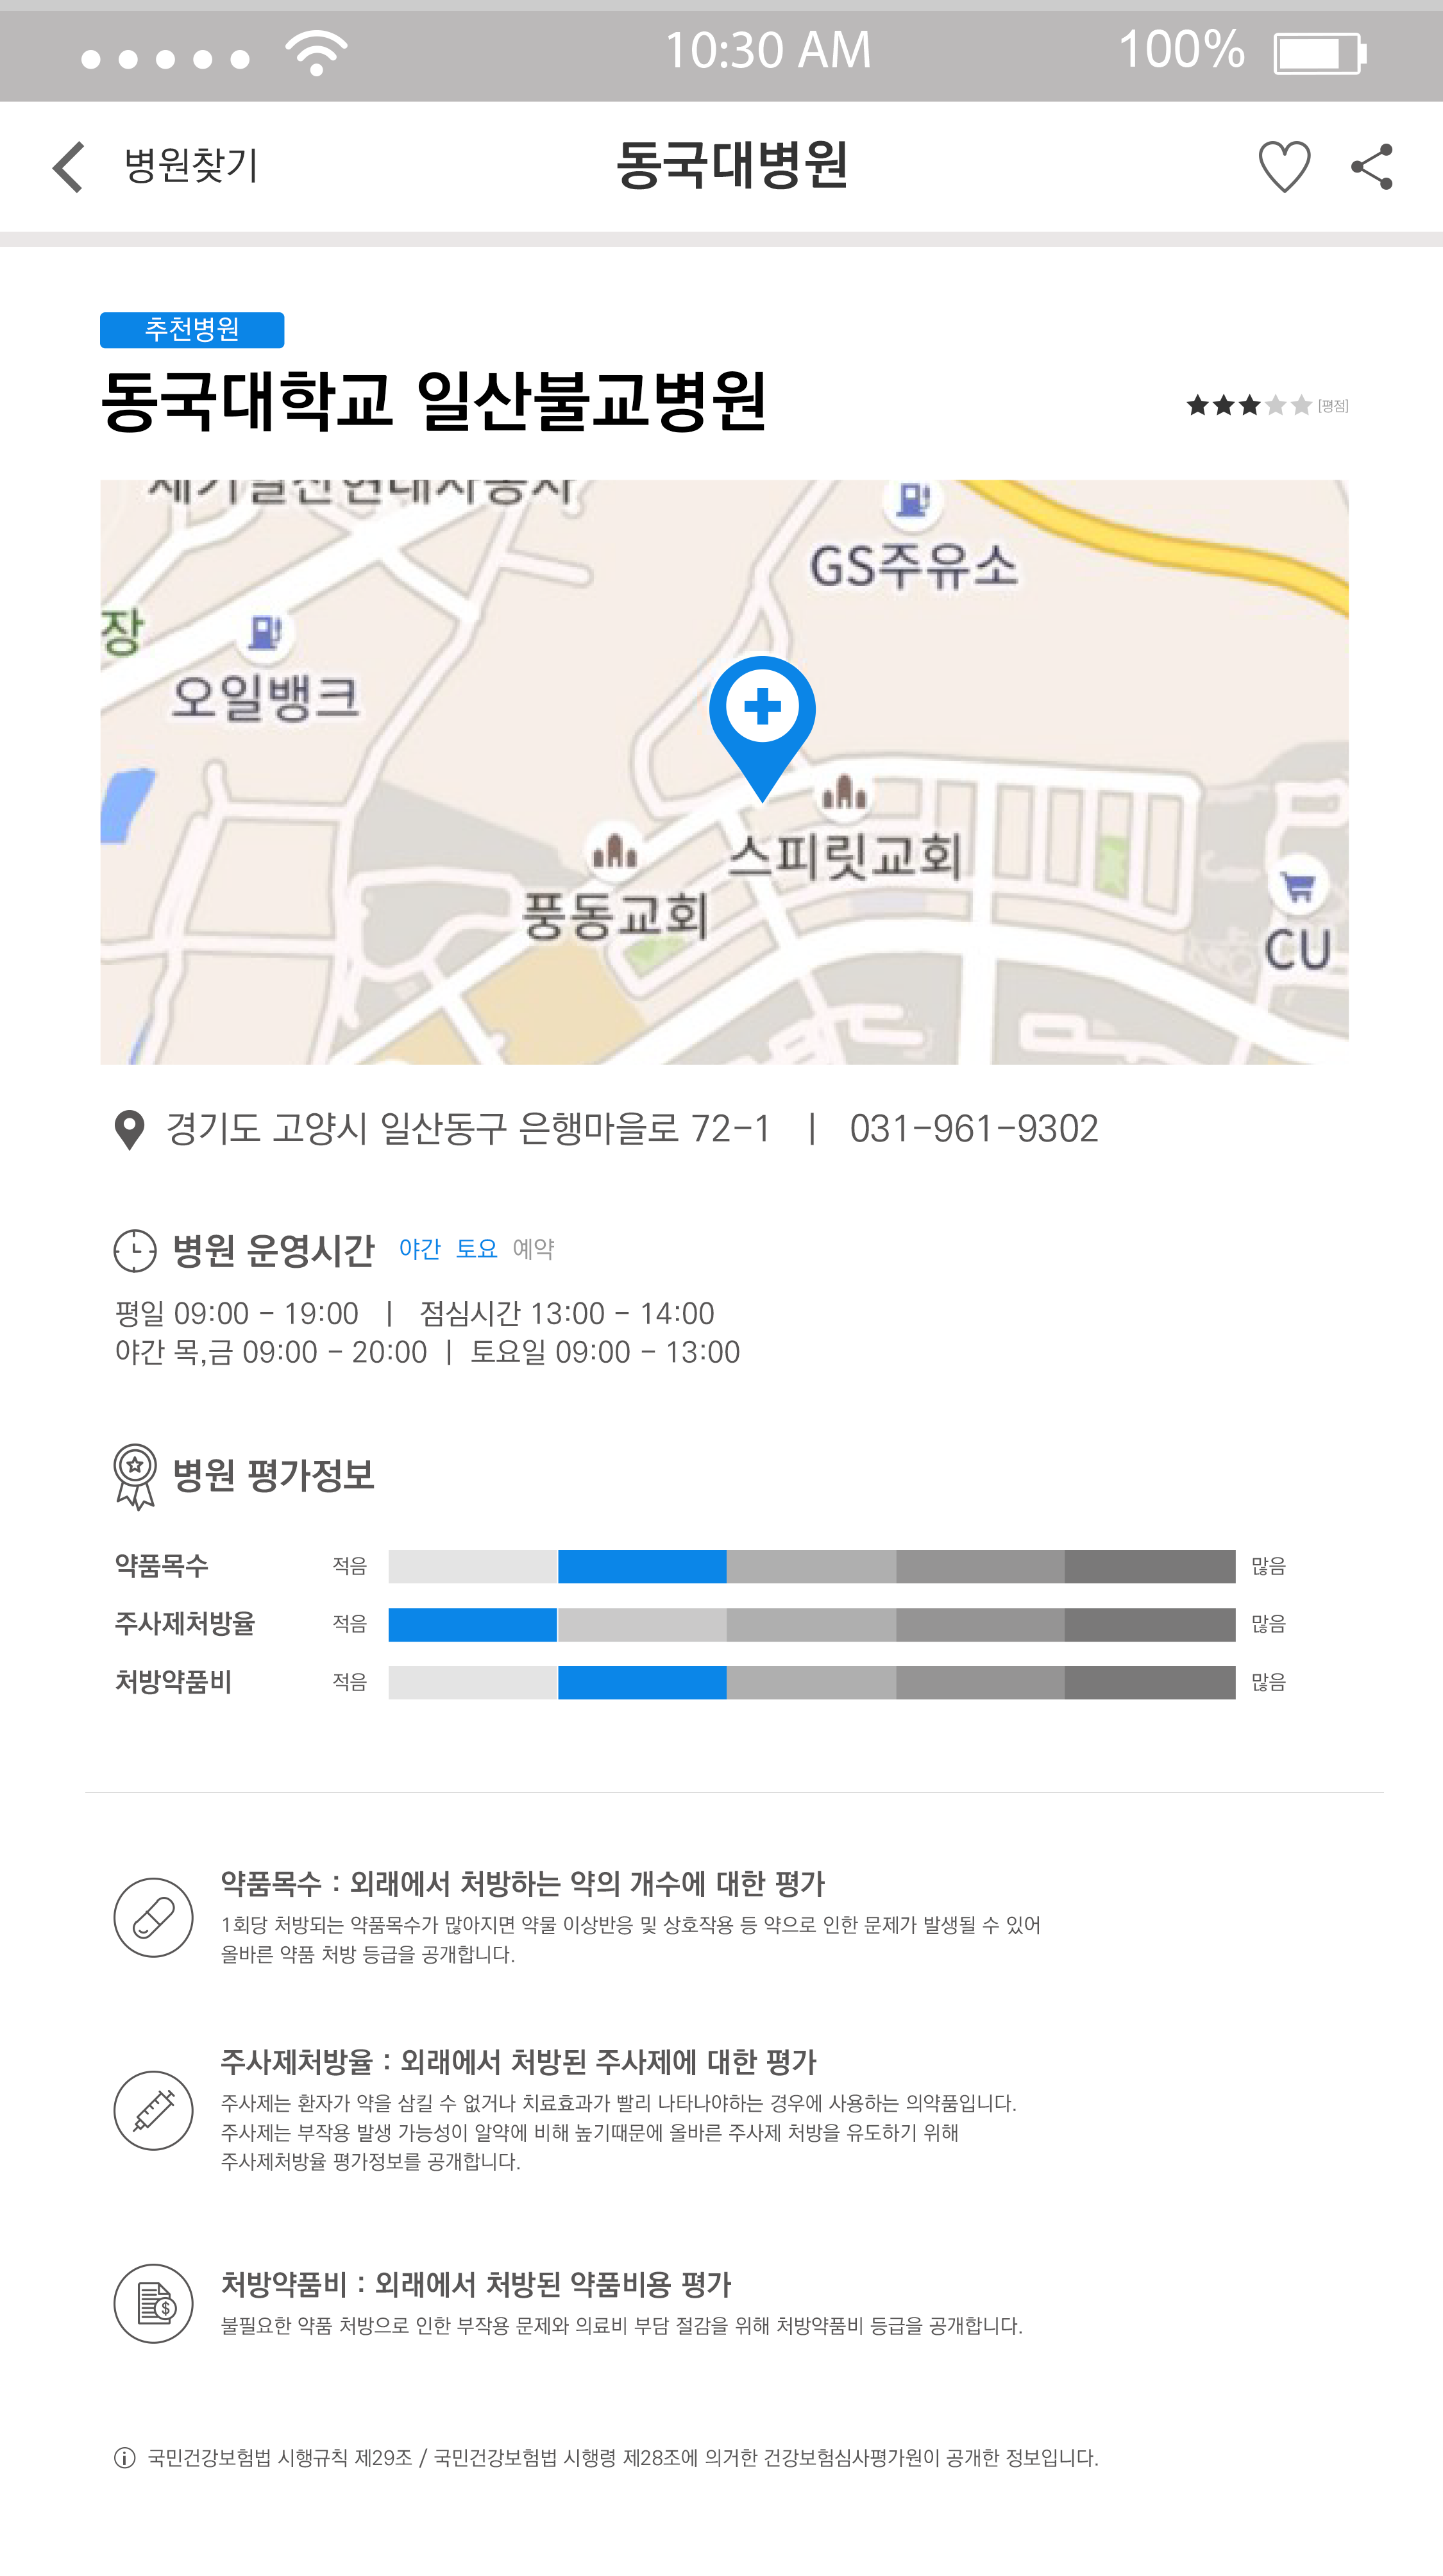 10:30 AM 100%
병원찾기 동국대병원
추천병원
동국대학교 일산불교병원
[평점]
GS주유소
장
오일뱅크
스피릿교회
풍동교회
CU
경기도 고양시 일산동구 은행마을로 72-1 | 031-961-9302
병원 운영시간 야간 토요 예약
평일 09:00 - 19:00 | 점심시간 13:00 - 14:00
야간 목,금 09:00 - 20:00 | 토요일 09:00 - 13:00
병원 평가정보
약품목수 적음 많음
주사제처방율 적음 많음
처방약품비 적음 많음
약품목수 : 외래에서 처방하는 약의 개수에 대한 평가
1회당 처방되는 약품목수가 많아지면 약물 이상반응 및 상호작용 등 약으로 인한 문제가 발생될 수 있어
올바른 약품 처방 등급을 공개합니다.
주사제처방율 : 외래에서 처방된 주사제에 대한 평가
주사제는 환자가 약을 삼킬 수 없거나 치료효과가 빨리 나타나야하는 경우에 사용하는 의약품입니다.
주사제는 부작용 발생 가능성이 알약에 비해 높기때문에 올바른 주사제 처방을 유도하기 위해
주사제처방율 평가정보를 공개합니다.
처방약품비 : 외래에서 처방된 약품비용 평가
불필요한 약품 처방으로 인한 부작용 문제와 의료비 부담 절감을 위해 처방약품비 등급을 공개합니다.
국민건강보험법 시행규칙 제29조 / 국민건강보험법 시행령 제28조에 의거한 건강보험심사평가원이 공개한 정보입니다.